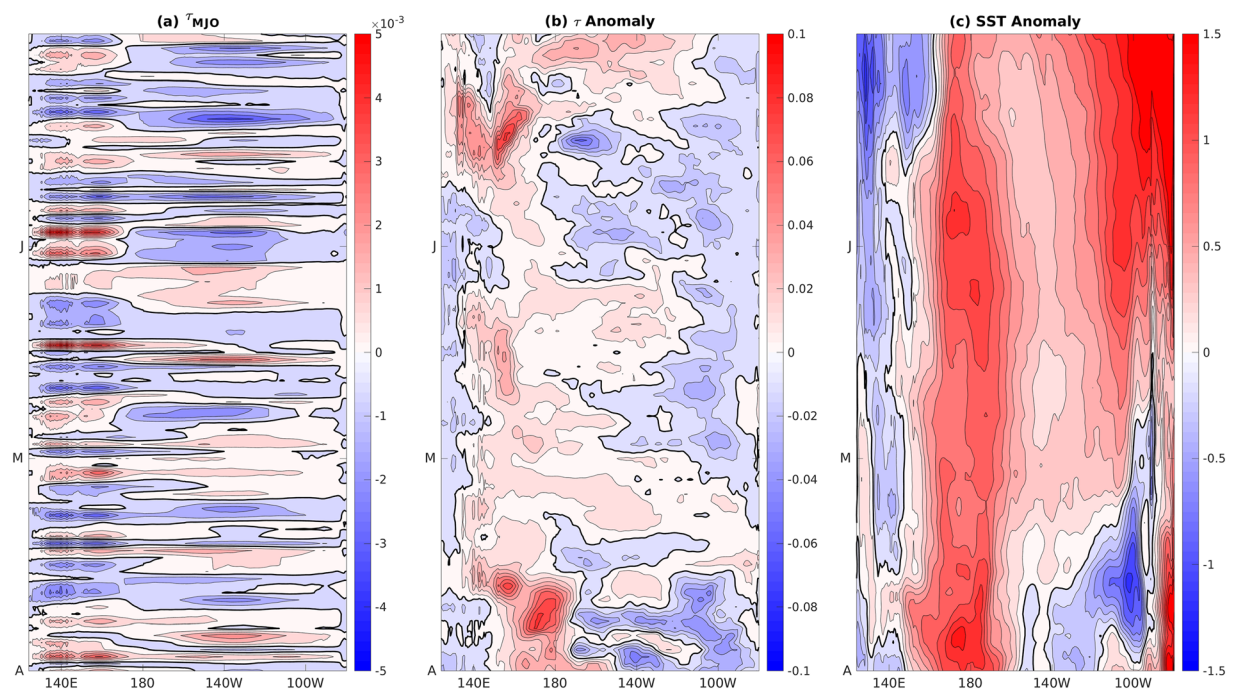 (a) τMJO
(b) τ Anomaly
(c) SST Anomaly
×10-3
5
4
3
2
1
0
-1
-2
-3
-4
-5
J
M
A
140E 180 140W 100W
0.1
0.08
0.06
0.04
0.02
0
-0.02
-0.04
-0.06
-0.08
-0.1
J
M
A
140E 180 140W 100W
1.5
1
0.5
0
-0.5
-1
-1.5
J
M
A
140E 180 140W 100W